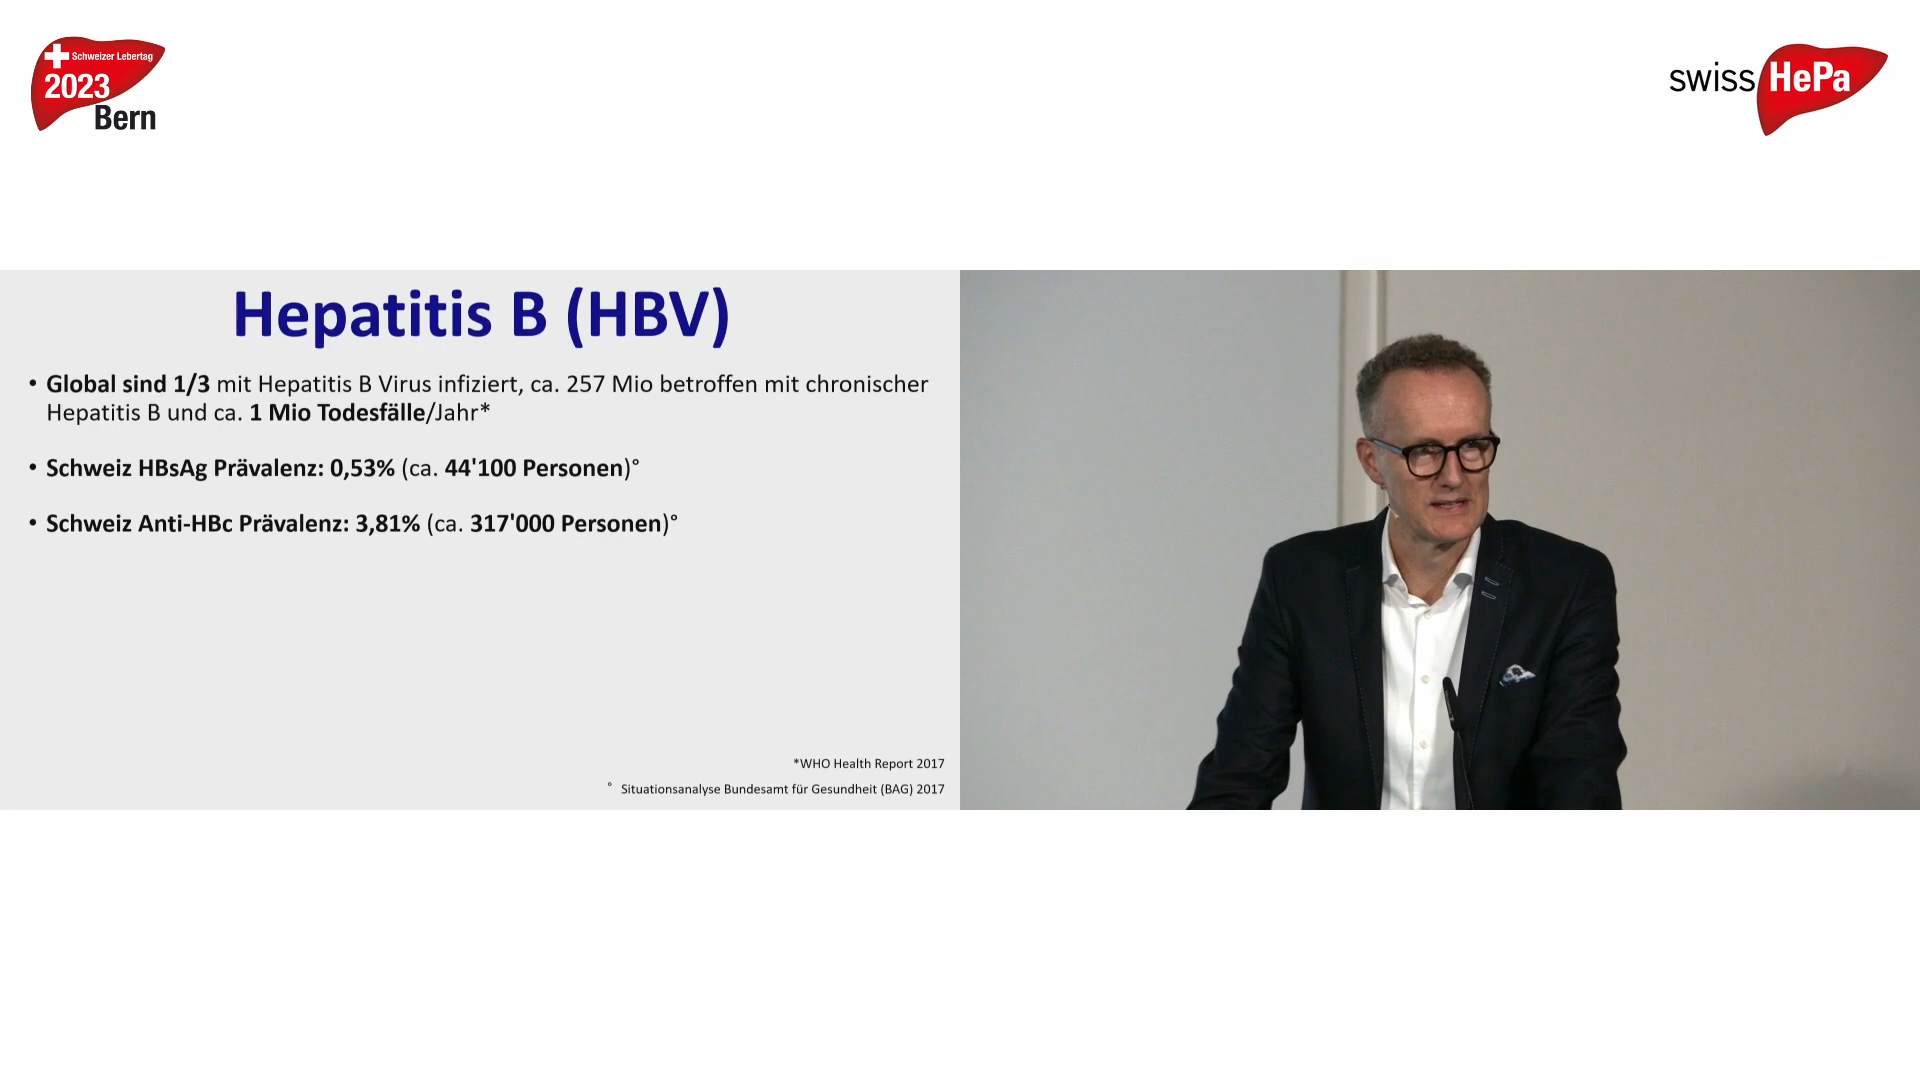 Schweizer Lebertag
2023
Bern
swiss HePa
Hepatitis B (HBV)
• Global sind 1/3 mit Hepatitis B Virus infiziert, ca. 257 Mio betroffen mit chronischer
Hepatitis B und ca. 1 Mio Todesfälle/Jahr*
• Schweiz HBsAg Prävalenz: 0,53% (ca. 44'100 Personen)°
• Schweiz Anti-HBc Prävalenz: 3,81% (ca. 317'000 Personen)°
*WHO Health Report 2017
° Situationsanalyse Bundesamt für Gesundheit (BAG) 2017